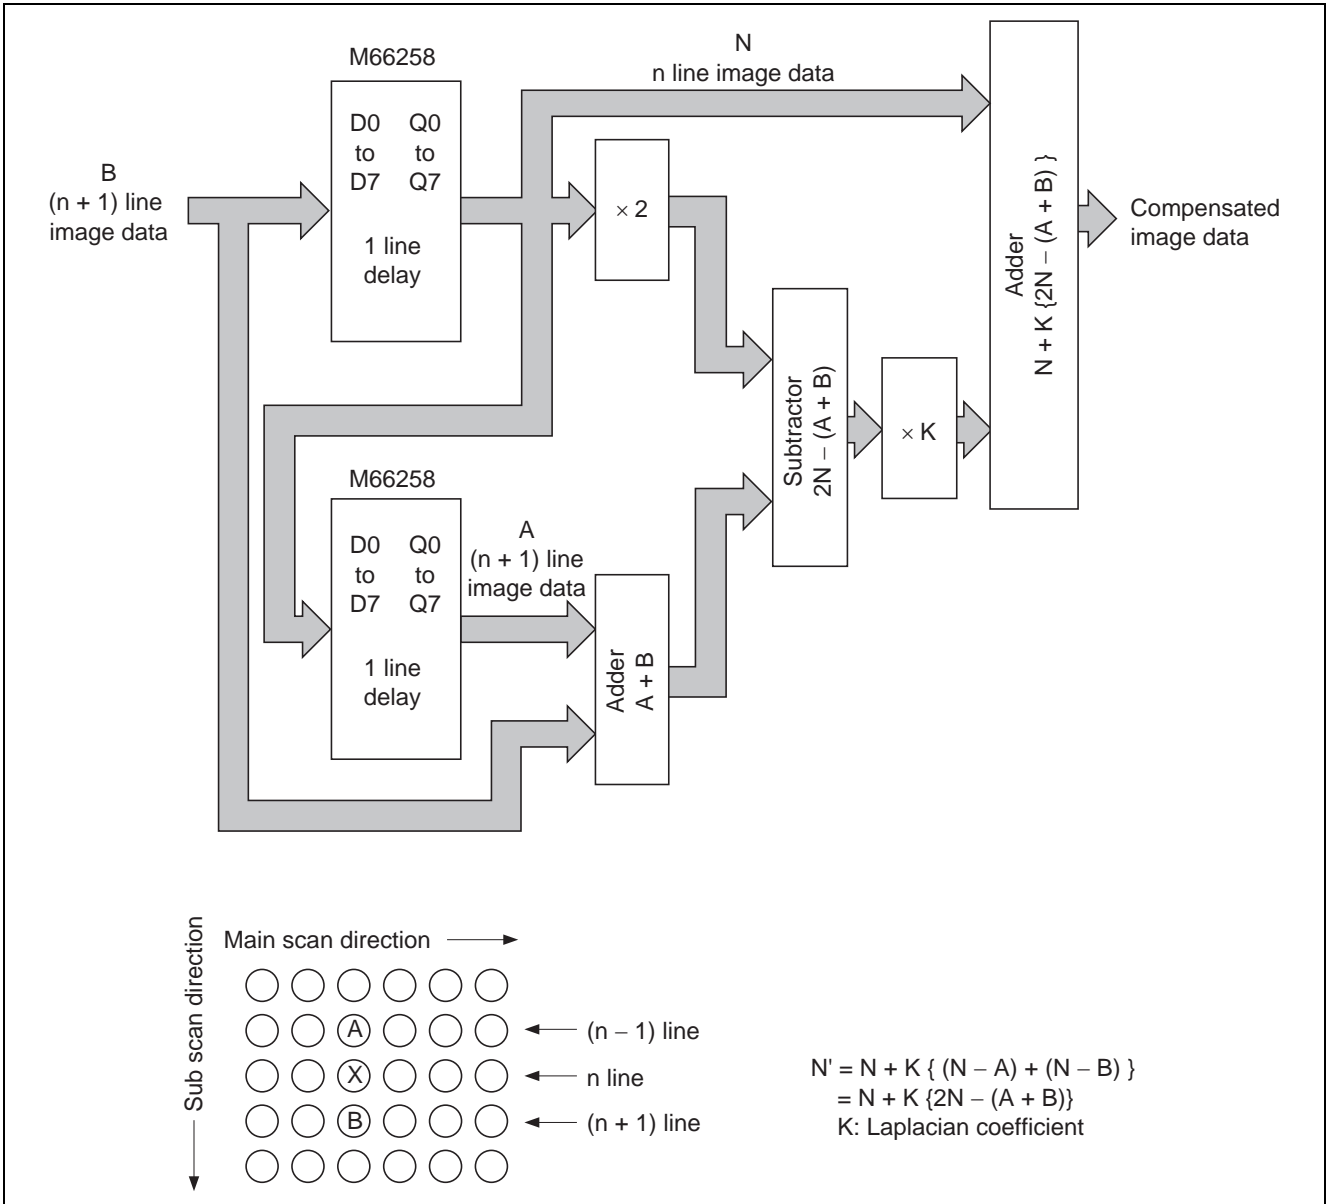 M66258
D0 Q0
to to
D7 Q7
1 line
delay
B
(n + 1) line
image data
N
n line image data
× 2
Adder
N + K {2N – (A + B) }
Compensated
image data
Subtractor
2N – (A + B)
× K
M66258
D0 Q0
to to
D7 Q7
1 line
delay
A
(n + 1) line
image data
Adder
A + B
Sub scan direction
Main scan direction
A
(n – 1) line
X
n line
B
(n + 1) line
N' = N + K { (N – A) + (N – B) }
= N + K {2N – (A + B)}
K: Laplacian coefficient